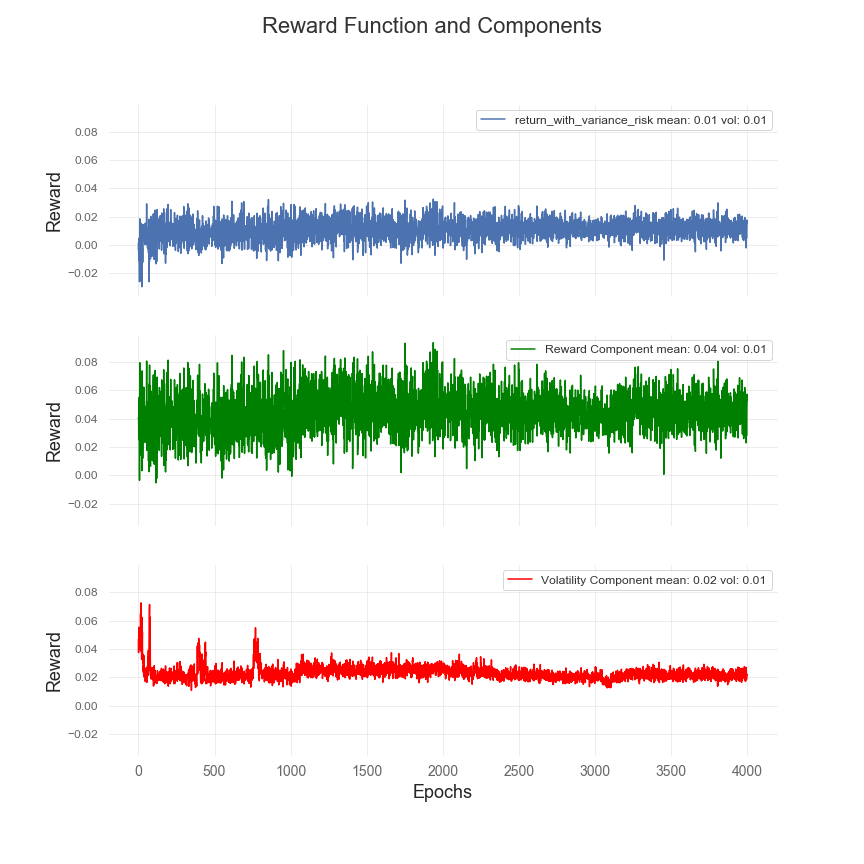 Reward Function and Components
return_with_variance_risk mean: 0.01 vol: 0.01
0.08
0.06
0.04
0.02
0.00
−0.02
Reward
Reward Component mean: 0.04 vol: 0.01
0.08
0.06
0.04
0.02
0.00
−0.02
Reward
Volatility Component mean: 0.02 vol: 0.01
0.08
0.06
0.04
0.02
0.00
−0.02
Reward
0 500 1000 1500 2000 2500 3000 3500 4000
Epochs